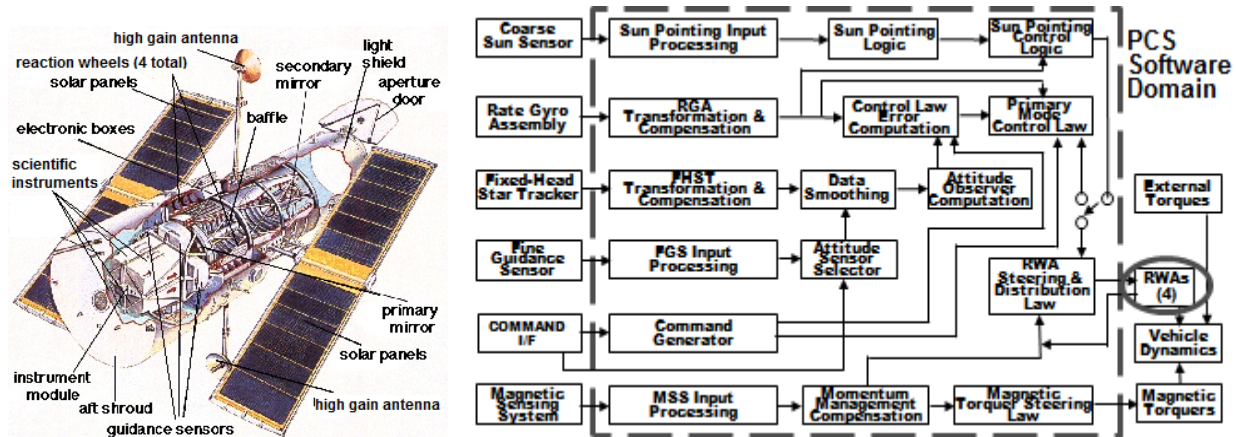 high gain antenna
light
shield
reaction wheels (4 total)
secondary
mirror
aperture
door
solar panels
baffle
electronic boxes
scientific
instruments
primary
mirror
solar panels
instrument
module
aft shroud
high gain antenna
guidance sensors
Coarse
Sun Sensor
Sun Pointing Input
Processing
Sun Pointing
Logic
Sun Pointing
Control
Logic
PCS
Software
Domain
Rate Gyro
Assembly
RGA
Transformation &
Compensation
Control Law
Error
Computation
Primary
Mode
Control Law
Fixed-Head
Star Tracker
FHST
Transformation &
Compensation
Data
Smoothing
Attitude
Observer
Computation
External
Torques
Fine
Guidance
Sensor
FGS Input
Processing
Attitude
Sensor
Selector
RWA
Steering &
Distribution
Law
RWAs
(4)
COMMAND
I/F
Command
Generator
Vehicle
Dynamics
Magnetic
Sensing
System
MSS Input
Processing
Momentum
Management
Compensation
Magnetic
Torquer Steering
Law
Magnetic
Torquers